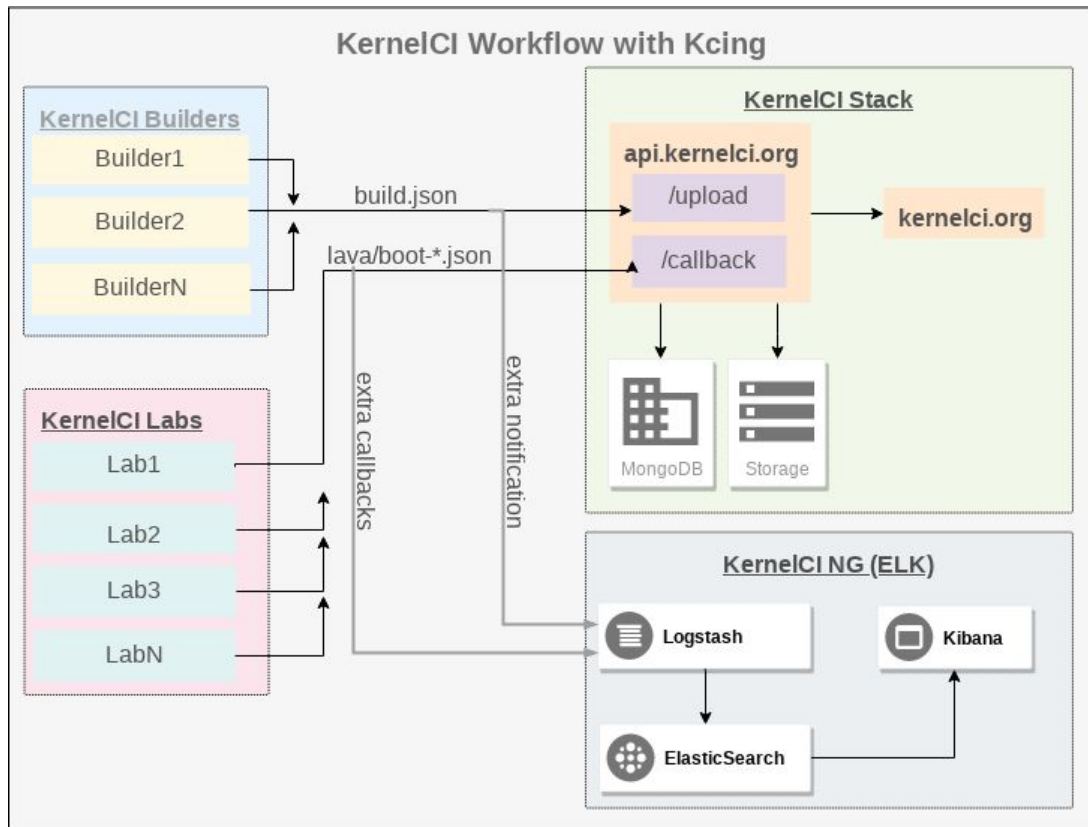 KernelCI Workflow with Kcing
KernelCI Builders
Builder1
Builder2
BuilderN
build.json
lava/boot-*.json
KernelCI Labs
Lab1
Lab2
Lab3
LabN
extra callbacks
extra notification
KernelCI Stack
api.kernelci.org
/upload
/callback
kernelci.org
MongoDB
Storage
KernelCI NG (ELK)
Logstash
Kibana
ElasticSearch